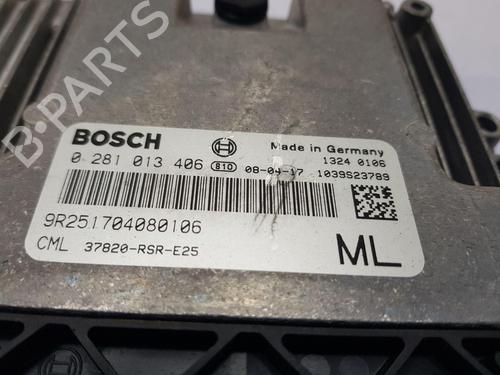 B-PARTS
BOSCH
Made in Germany
0 281 013 406 810 08-04-17
1324 0106
1039S23789
9R251704080106
CML 37820-RSR-E25
ML